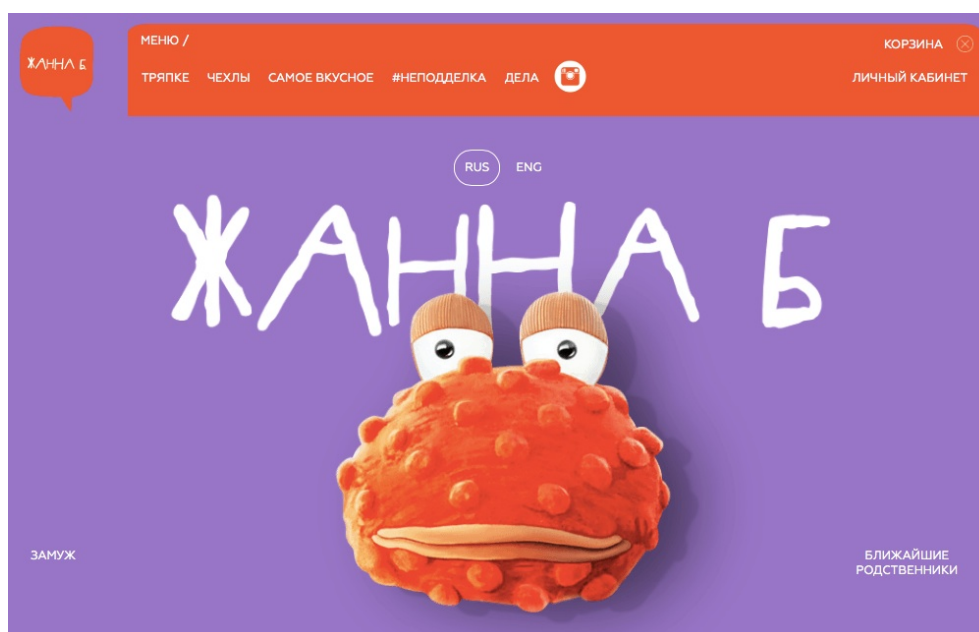 ЖАННА Б
МЕНЮ /
КОРЗИНА
ТРЯПКЕ ЧЕХЛЫ САМОЕ ВКУСНОЕ #НЕПОДДЕЛКА ДЕЛА
ЛИЧНЫЙ КАБИНЕТ
RUS ENG
ЖАННА Б
ЗАМУЖ
БЛИЖАЙШИЕ
РОДСТВЕННИКИ